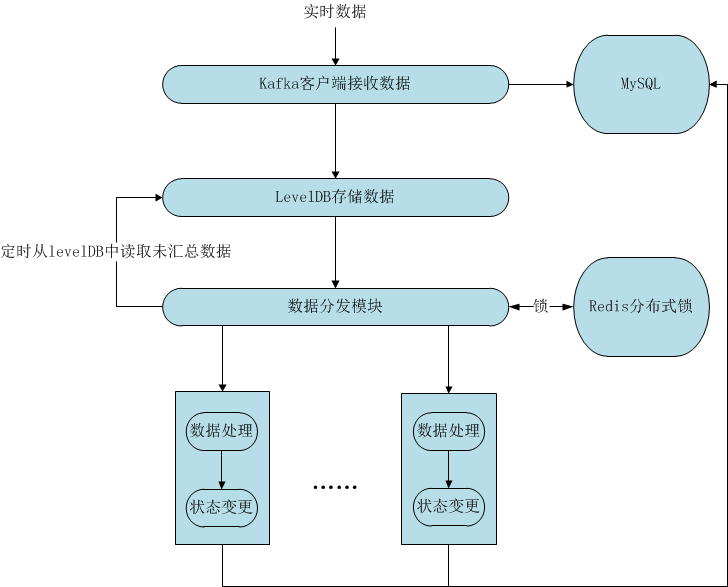 实时数据
Kafka客户端接收数据
MySQL
LevelDB存储数据
定时从levelDB中读取未汇总数据
数据分发模块
锁
Redis分布式锁
数据处理
数据处理
……
状态变更
状态变更